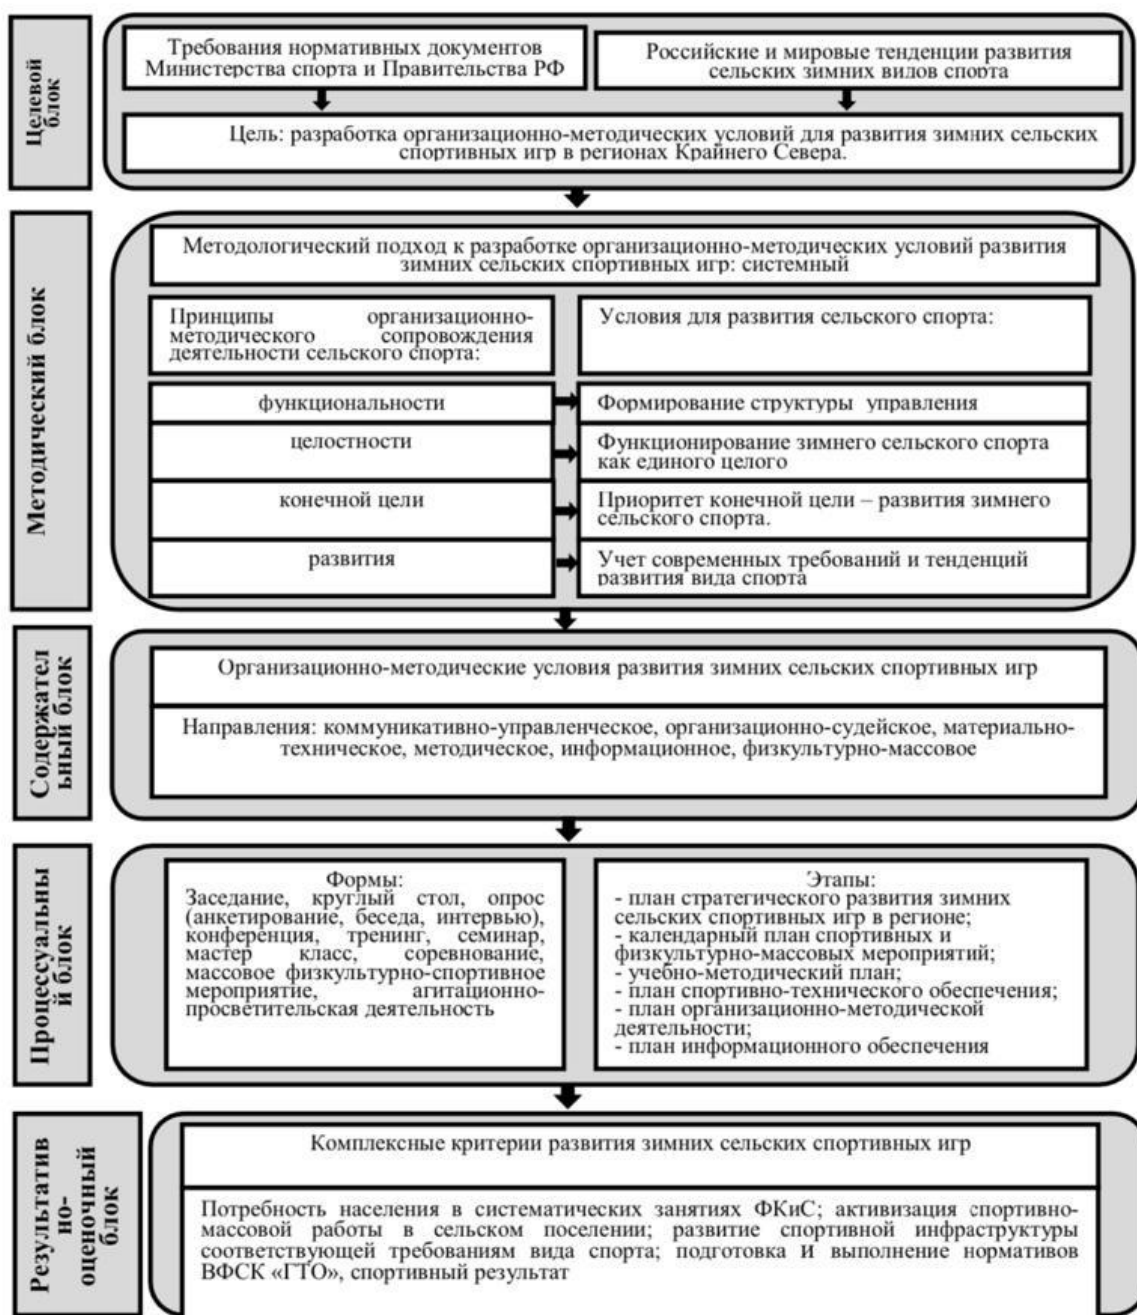 Целевой
блок
Требования нормативных документов
Министерства спорта и Правительства РФ
Российские и мировые тенденции развития
сельских зимних видов спорта
Цель: разработка организационно-методических условий для развития зимних сельских
спортивных игр в регионах Крайнего Севера.
Методический блок
Методологический подход к разработке организационно-методических условий развития
зимних сельских спортивных игр: системный
Принципы организационно-
методического сопровождения
деятельности сельского спорта:
Условия для развития сельского спорта:
функциональности
Формирование структуры управления
целостности
Функционирование зимнего сельского спорта
как единого целого
конечной цели
Приоритет конечной цели – развития зимнего
сельского спорта.
развития
Учет современных требований и тенденций
развития вида спорта
Содержател
ьный блок
Организационно-методические условия развития зимних сельских спортивных игр
Направления: коммуникативно-управленческое, организационно-судейское, материально-
техническое, методическое, информационное, физкультурно-массовое
Процессуальны
й блок
Формы:
Заседание, круглый стол, опрос
(анкетирование, беседа, интервью),
конференция, тренинг, семинар,
мастер класс, соревнование,
массовое физкультурно-спортивное
мероприятие, агитационно-
просветительская деятельность
Этапы:
- план стратегического развития зимних
сельских спортивных игр в регионе;
- календарный план спортивных и
физкультурно-массовых мероприятий;
- учебно-методический план;
- план спортивно-технического обеспечения;
- план организационно-методической
деятельности;
- план информационного обеспечения
Результатив
но-
оценочный
блок
Комплексные критерии развития зимних сельских спортивных игр
Потребность населения в систематических занятиях ФКиС; активизация спортивно-
массовой работы в сельском поселении; развитие спортивной инфраструктуры
соответствующей требованиям вида спорта; подготовка И выполнение нормативов
ВФСК «ГТО», спортивный результат